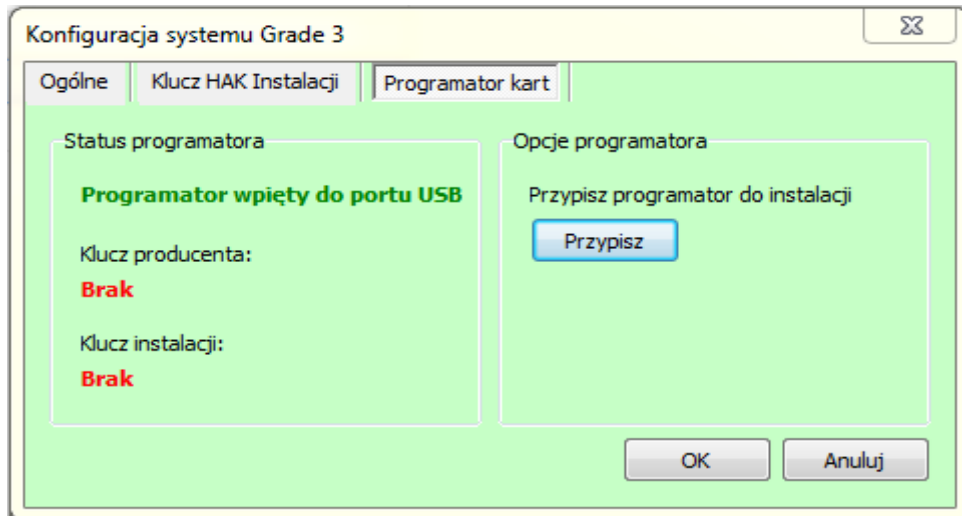 Konfiguracja systemu Grade 3
Ogólne
Klucz HAK Instalacji
Programator kart
Status programatora
Programator wpięty do portu USB
Klucz producenta:
Brak
Klucz instalacji:
Brak
Opcje programatora
Przypisz programator do instalacji
Przypisz
OK
Anuluj